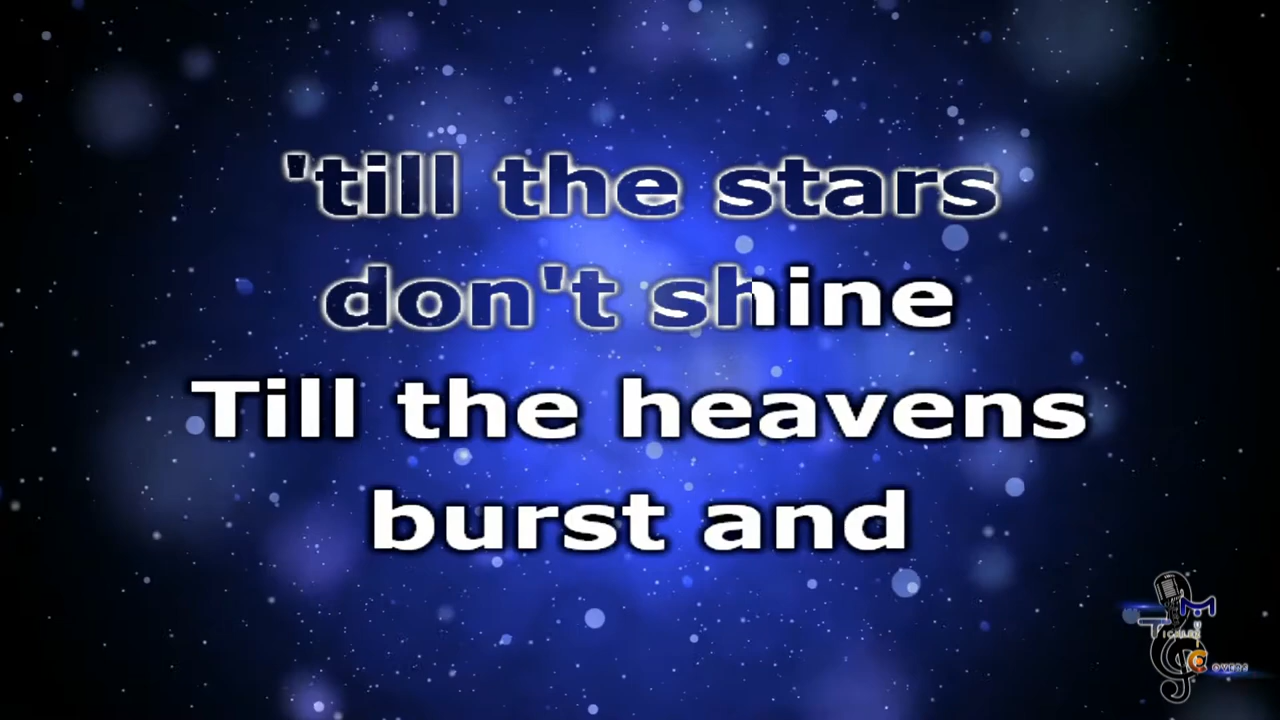 'till the stars
don't shine
Till the heavens
burst and